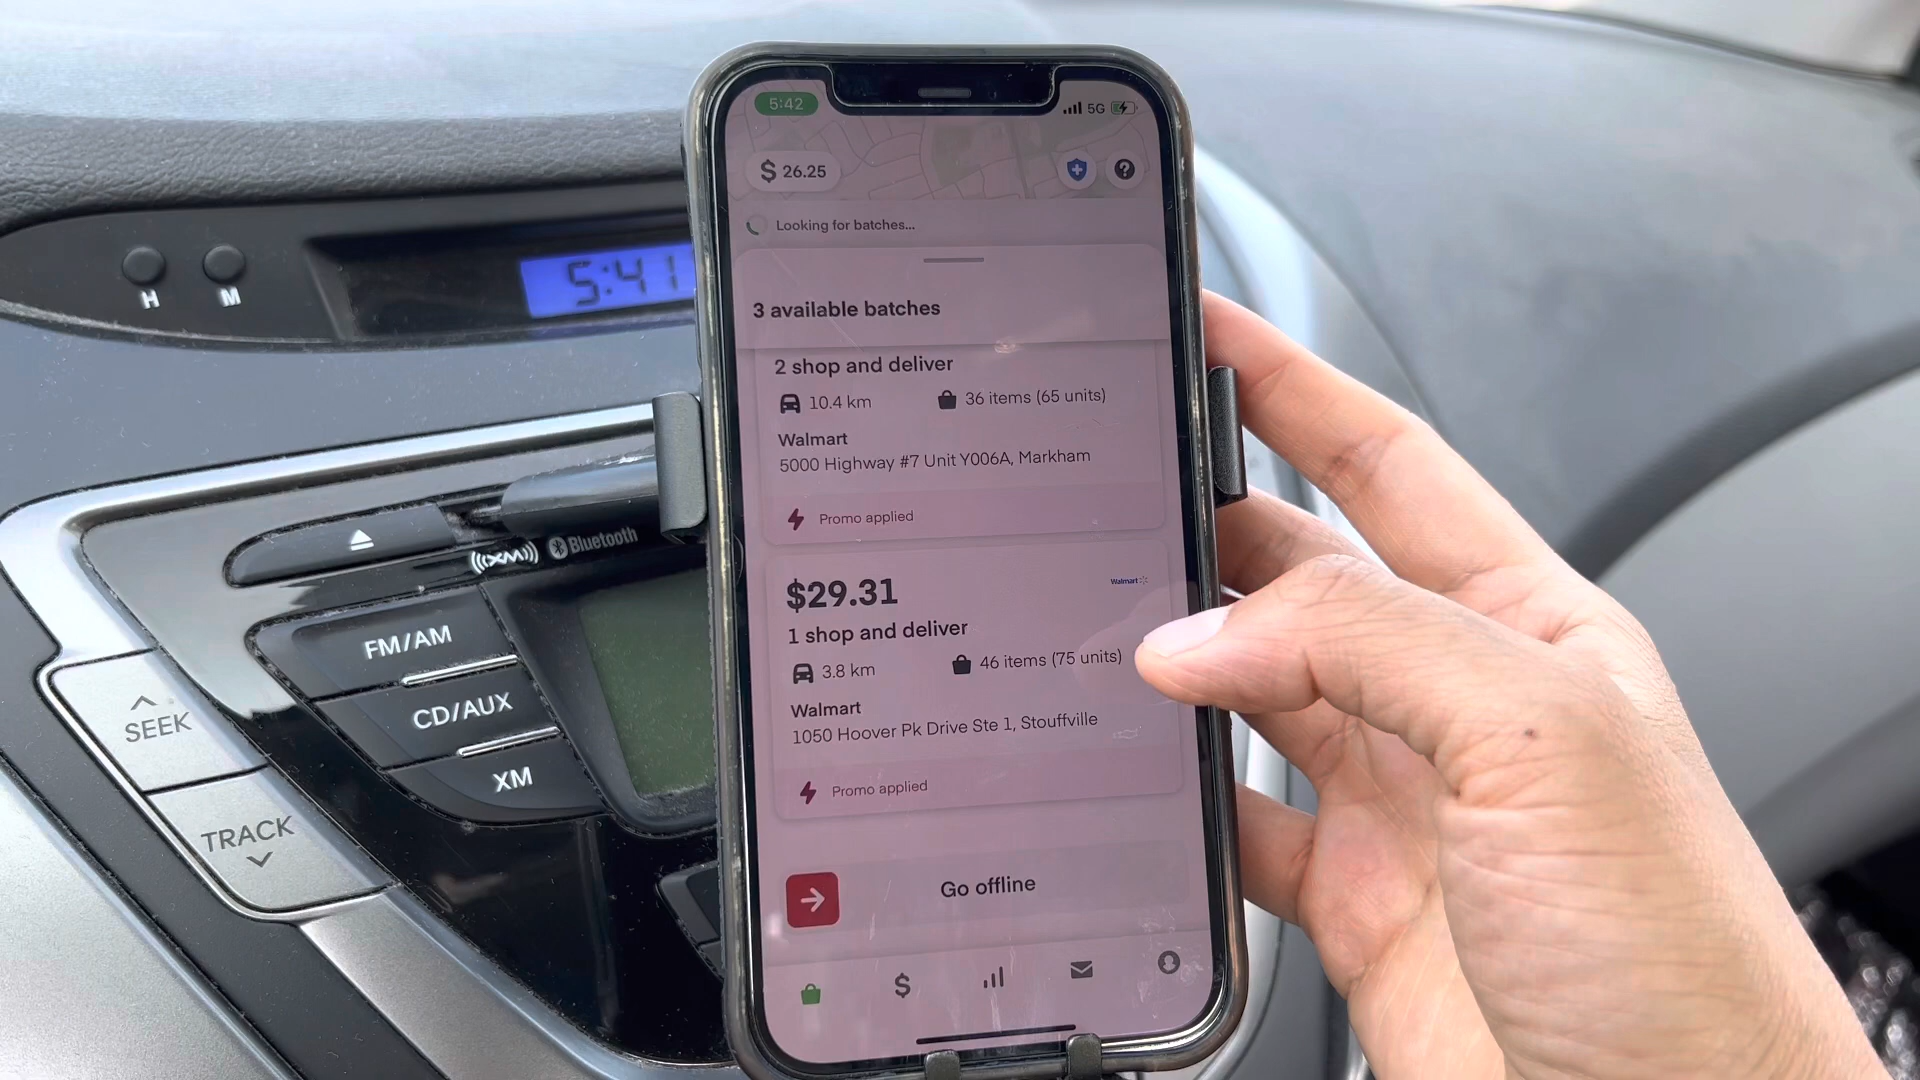 5:42
5G
$ 26.25
Looking for batches...
3 available batches
2 shop and deliver
10.4 km
36 items (65 units)
Walmart
5000 Highway #7 Unit Y006A, Markham
Promo applied
$29.31
Walmart
1 shop and deliver
3.8 km
46 items (75 units)
Walmart
1050 Hoover Pk Drive Ste 1, Stouffville
Promo applied
Go offline
$
5:41
H
M
((XM))
Bluetooth
FM/AM
CD/AUX
XM
SEEK
TRACK